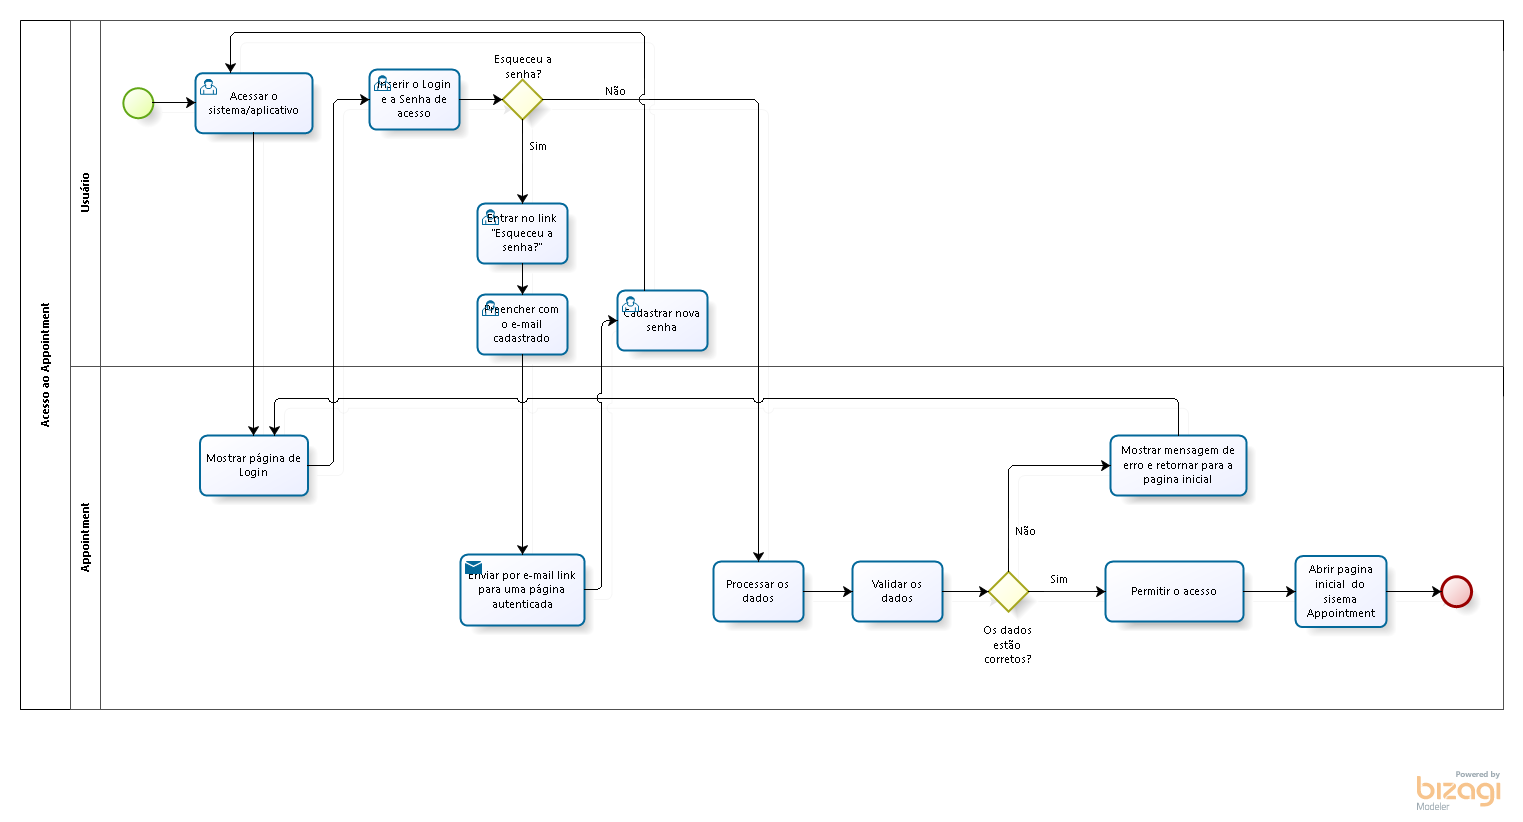 Acesso ao Appointment
Usuário
Acessar o
sistema/aplicativo
Inserir o Login
e a Senha de
acesso
Esqueceu a
senha?
Não
Sim
Entrar no link
"Esqueceu a
senha?"
Preencher com
o e-mail
cadastrado
Cadastrar nova
senha
Appointment
Mostrar página de
Login
Enviar por e-mail link
para uma página
autenticada
Processar os
dados
Validar os
dados
Os dados
estão
corretos?
Não
Sim
Mostrar mensagem de
erro e retornar para a
pagina inicial
Permitir o acesso
Abrir pagina
inicial do
sisema
Appointment
Powered by
bizagi
Modeler